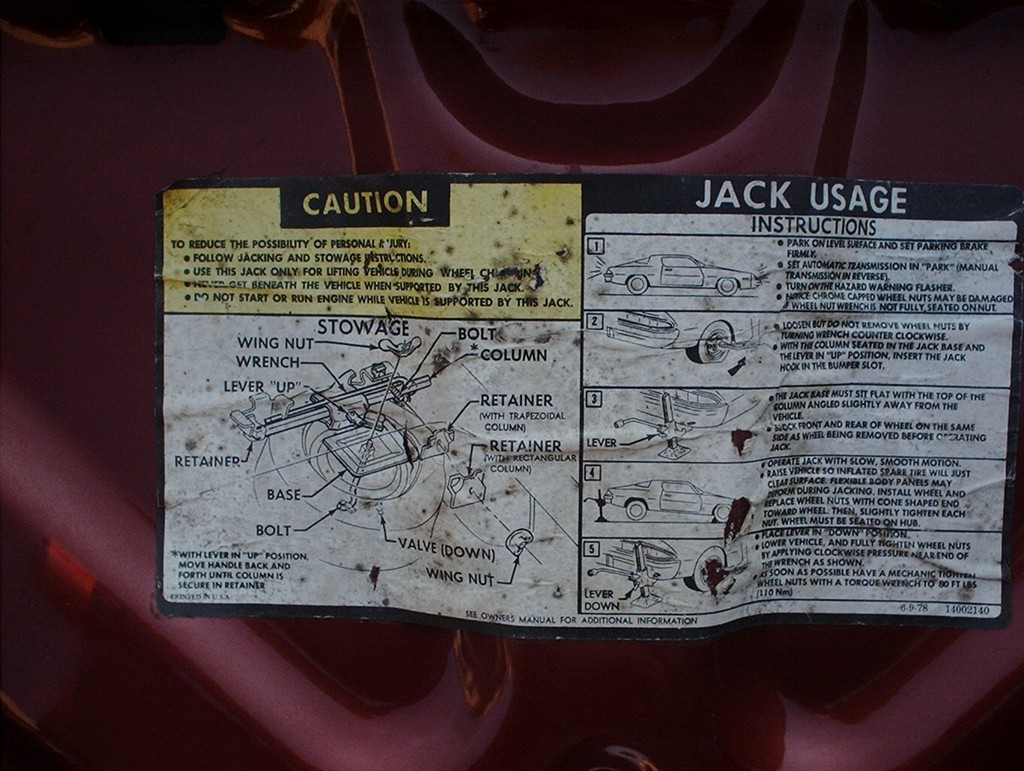 CAUTION
TO REDUCE THE POSSIBILITY OF PERSONAL INJURY:
• FOLLOW JACKING AND STOWAGE INSTRUCTIONS.
• USE THIS JACK ONLY FOR LIFTING VEHICLE DURING WHEEL CHANGING
• NEVER GET BENEATH THE VEHICLE WHEN SUPPORTED BY THIS JACK.
• DO NOT START OR RUN ENGINE WHILE VEHICLE IS SUPPORTED BY THIS JACK.
STOWAGE
WING NUT
BOLT
WRENCH
*COLUMN
LEVER "UP"
RETAINER
(WITH TRAPEZOIDAL
COLUMN)
RETAINER
(WITH RECTANGULAR
COLUMN)
RETAINER
BASE
BOLT
VALVE (DOWN)
WING NUT
*WITH LEVER IN "UP" POSITION,
MOVE HANDLE BACK AND
FORTH UNTIL COLUMN IS
SECURE IN RETAINER
PRINTED IN U.S.A.
JACK USAGE
INSTRUCTIONS
1
• PARK ON LEVEL SURFACE AND SET PARKING BRAKE
FIRMLY.
• SET AUTOMATIC TRANSMISSION IN "PARK" (MANUAL
TRANSMISSION IN REVERSE).
• TURN ON THE HAZARD WARNING FLASHER.
• NOTICE: CHROME CAPPED WHEEL NUTS MAY BE DAMAGED
IF WHEEL NUT WRENCH IS NOT FULLY SEATED ON NUT.
2
• LOOSEN BUT DO NOT REMOVE WHEEL NUTS BY
TURNING WRENCH COUNTER CLOCKWISE.
• WITH THE COLUMN SEATED IN THE JACK BASE AND
THE LEVER IN "UP" POSITION, INSERT THE JACK
HOOK IN THE BUMPER SLOT.
3
LEVER
• THE JACK BASE MUST SIT FLAT WITH THE TOP OF THE
COLUMN ANGLED SLIGHTLY AWAY FROM THE
VEHICLE.
• BLOCK FRONT AND REAR OF WHEEL ON THE SAME
SIDE AS WHEEL BEING REMOVED BEFORE OPERATING
JACK.
4
• OPERATE JACK WITH SLOW, SMOOTH MOTION.
• RAISE VEHICLE SO INFLATED SPARE TIRE WILL JUST
CLEAR SURFACE. FLEXIBLE BODY PANELS MAY
DEFORM DURING JACKING. INSTALL WHEEL AND
REPLACE WHEEL NUTS WITH CONE SHAPED END
TOWARD WHEEL. THEN, SLIGHTLY TIGHTEN EACH
NUT. WHEEL MUST BE SEATED ON HUB.
5
LEVER
DOWN
• PLACE LEVER IN "DOWN" POSITION.
• LOWER VEHICLE, AND FULLY TIGHTEN WHEEL NUTS
BY APPLYING CLOCKWISE PRESSURE NEAR END OF
THE WRENCH AS SHOWN.
• AS SOON AS POSSIBLE HAVE A MECHANIC TIGHTEN
WHEEL NUTS WITH A TORQUE WRENCH TO 80 FT LBS
(110 Nm)
6-9-78 14002140
SEE OWNERS MANUAL FOR ADDITIONAL INFORMATION